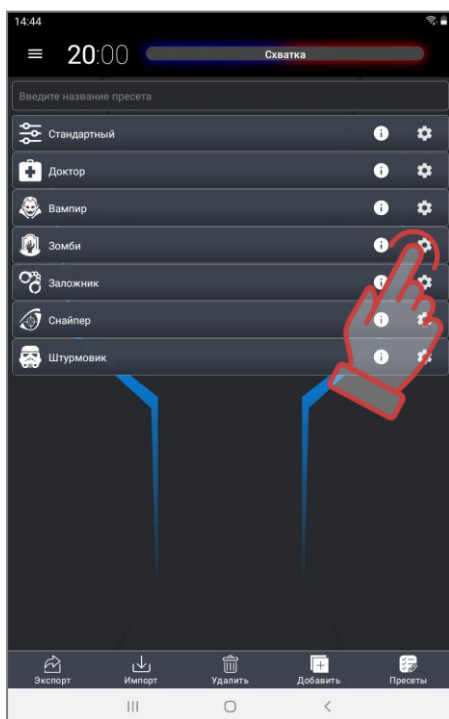 14:44
20:00 Схватка
Введите название пресета
Стандартный
Доктор
Вампир
Зомби
Заложник
Снайпер
Штурмовик
Экспорт Импорт Удалить Добавить Пресеты